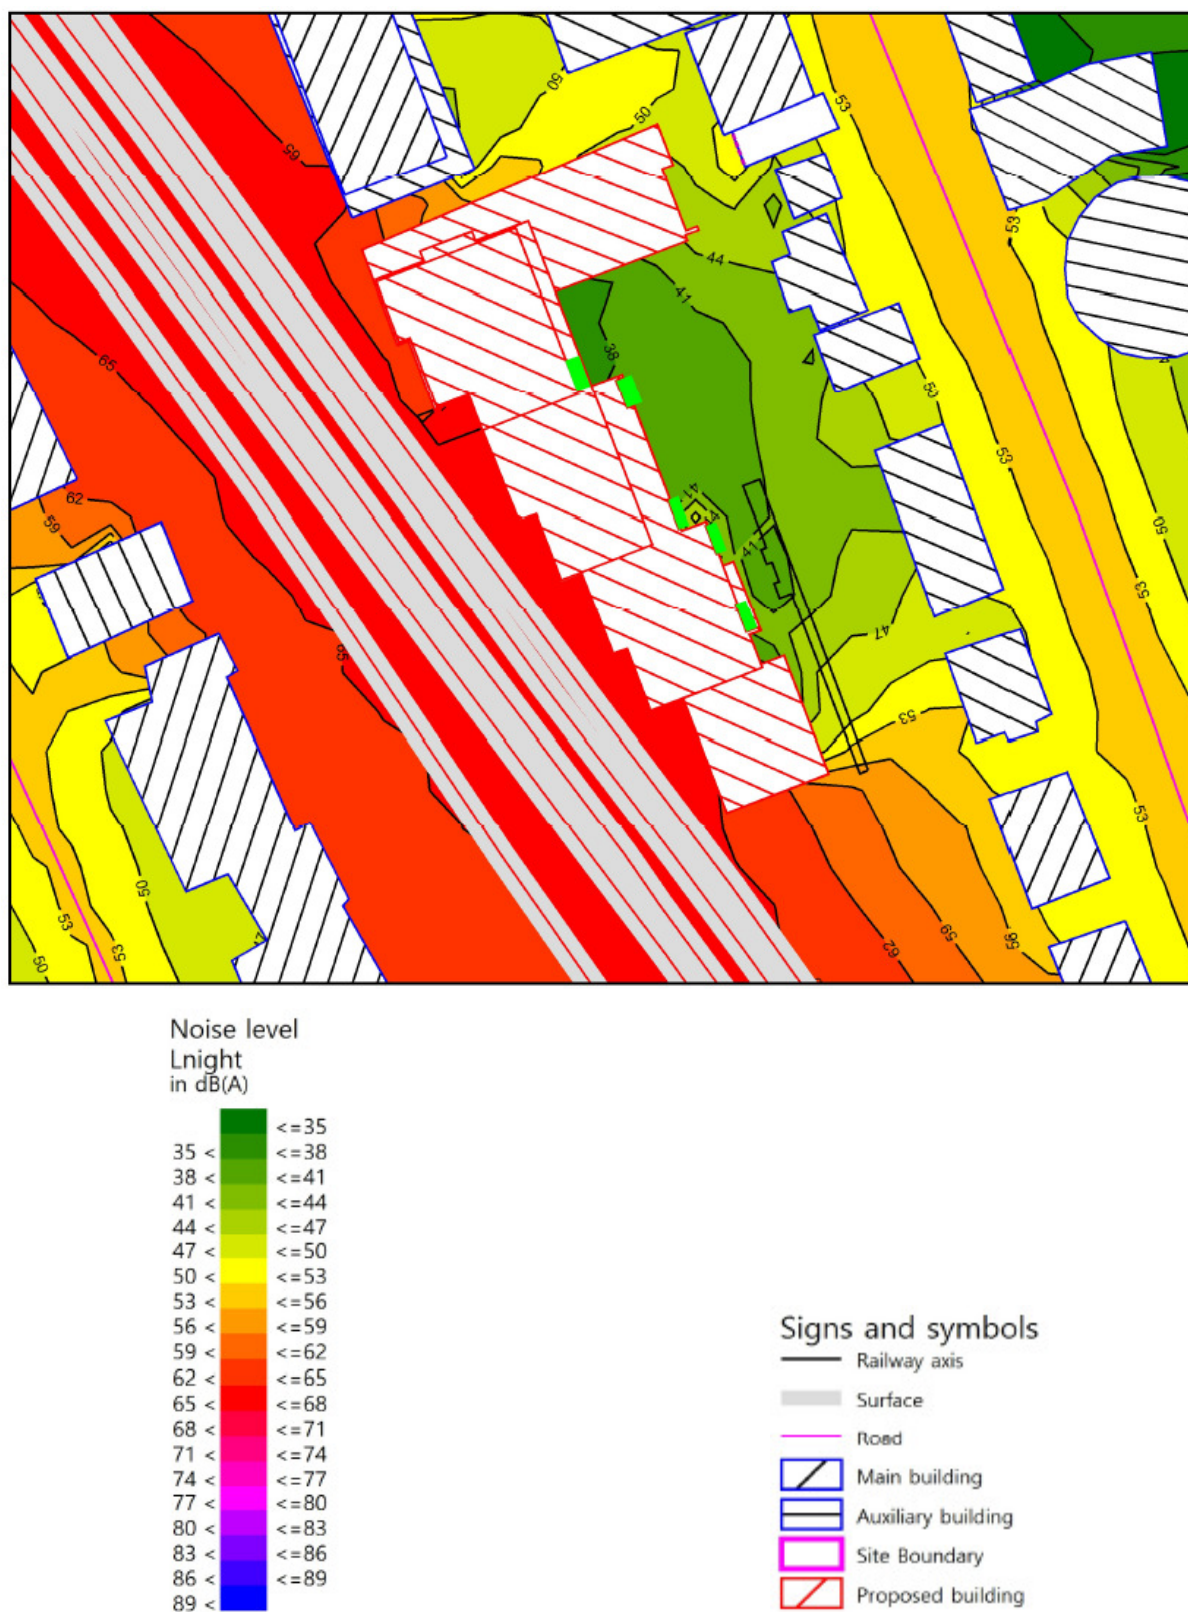 65
50
50
53
53
44
41
38
65
50
53
62
59
41
41
50
53
65
47
53
53
50
53
53
50
62
59
56
Noise level
Lnight
in dB(A)
<=35
35 < <=38
38 < <=41
41 < <=44
44 < <=47
47 < <=50
50 < <=53
53 < <=56
56 < <=59
59 < <=62
62 < <=65
65 < <=68
68 < <=71
71 < <=74
74 < <=77
77 < <=80
80 < <=83
83 < <=86
86 < <=89
89 <
Signs and symbols
Railway axis
Surface
Road
Main building
Auxiliary building
Site Boundary
Proposed building